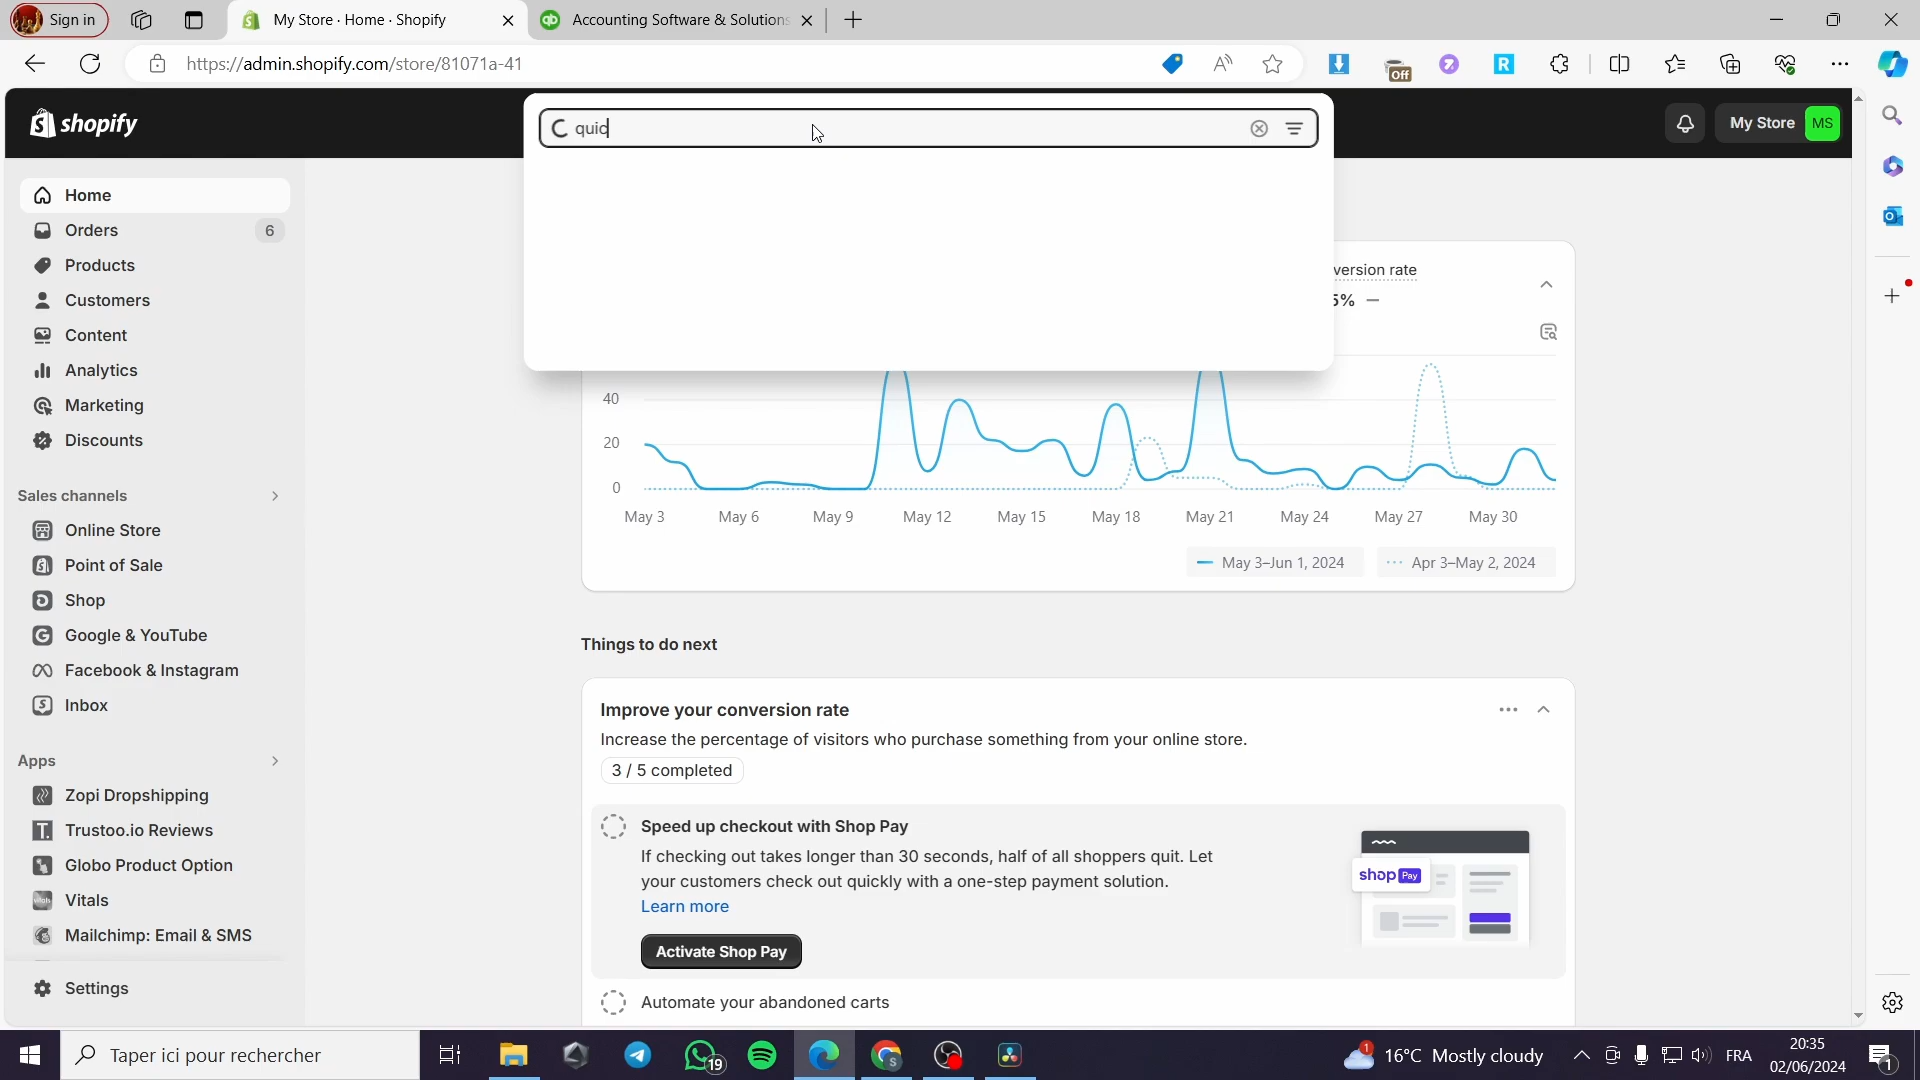 Sign in
My Store · Home · Shopify
Accounting Software & Solutions
https://admin.shopify.com/store/81071a-41
Off
shopify
quic
My Store
MS
Home
Orders
6
Products
Customers
Content
Analytics
Marketing
Discounts
Sales channels
Online Store
Point of Sale
Shop
Google & YouTube
Facebook & Instagram
Inbox
Apps
Zopi Dropshipping
Trustoo.io Reviews
Globo Product Option
Vitals
Mailchimp: Email & SMS
Settings
version rate
5% —
40
20
0
May 3
May 6
May 9
May 12
May 15
May 18
May 21
May 24
May 27
May 30
May 3–Jun 1, 2024
Apr 3–May 2, 2024
Things to do next
Improve your conversion rate
Increase the percentage of visitors who purchase something from your online store.
3 / 5 completed
Speed up checkout with Shop Pay
If checking out takes longer than 30 seconds, half of all shoppers quit. Let
your customers check out quickly with a one-step payment solution.
Learn more
Activate Shop Pay
shop Pay
Automate your abandoned carts
Taper ici pour rechercher
19
1
16°C Mostly cloudy
FRA
20:35
02/06/2024
1